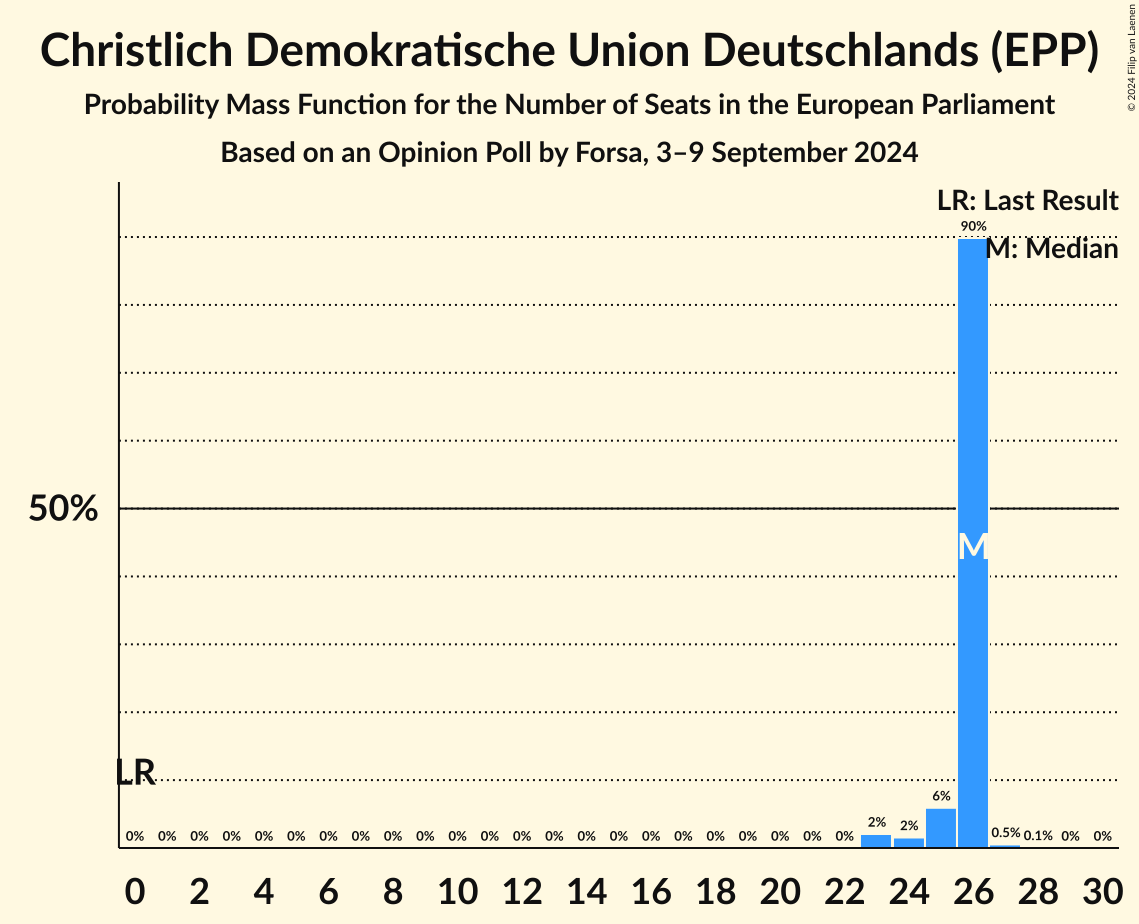 Christlich Demokratische Union Deutschlands (EPP)
Probability Mass Function for the Number of Seats in the European Parliament
Based on an Opinion Poll by Forsa, 3–9 September 2024
© 2024 Filip van Laenen
LR: Last Result
M: Median
90%
50%
M
LR
0% 0% 0% 0% 0% 0% 0% 0% 0% 0% 0% 0% 0% 0% 0% 0% 0% 0% 0% 0% 0% 0% 0% 2% 2% 6% 0.5% 0.1% 0% 0%
0 2 4 6 8 10 12 14 16 18 20 22 24 26 28 30